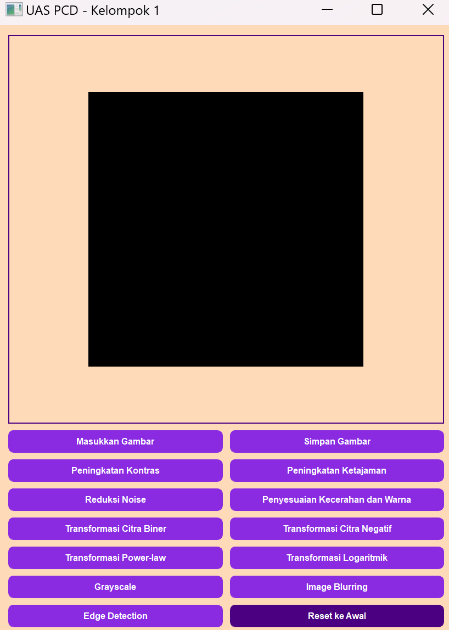 UAS PCD - Kelompok 1
Masukkan Gambar
Simpan Gambar
Peningkatan Kontras
Peningkatan Ketajaman
Reduksi Noise
Penyesuaian Kecerahan dan Warna
Transformasi Citra Biner
Transformasi Citra Negatif
Transformasi Power-law
Transformasi Logaritmik
Grayscale
Image Blurring
Edge Detection
Reset ke Awal